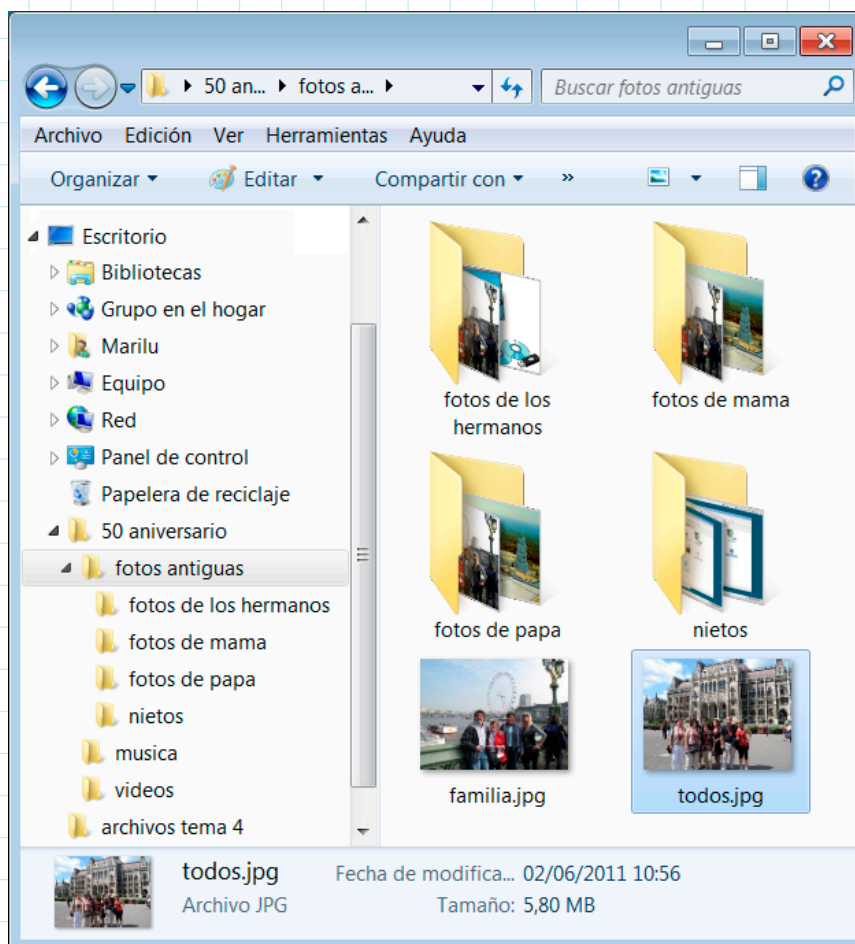 50 an... fotos a...
Buscar fotos antiguas
Archivo Edición Ver Herramientas Ayuda
Organizar Editar Compartir con »
Escritorio
Bibliotecas
Grupo en el hogar
Marilu
Equipo
Red
Panel de control
Papelera de reciclaje
50 aniversario
fotos antiguas
fotos de los hermanos
fotos de mama
fotos de papa
nietos
musica
videos
archivos tema 4
fotos de los
hermanos
fotos de mama
fotos de papa
nietos
familia.jpg
todos.jpg
todos.jpg Fecha de modifica... 02/06/2011 10:56
Archivo JPG Tamaño: 5,80 MB